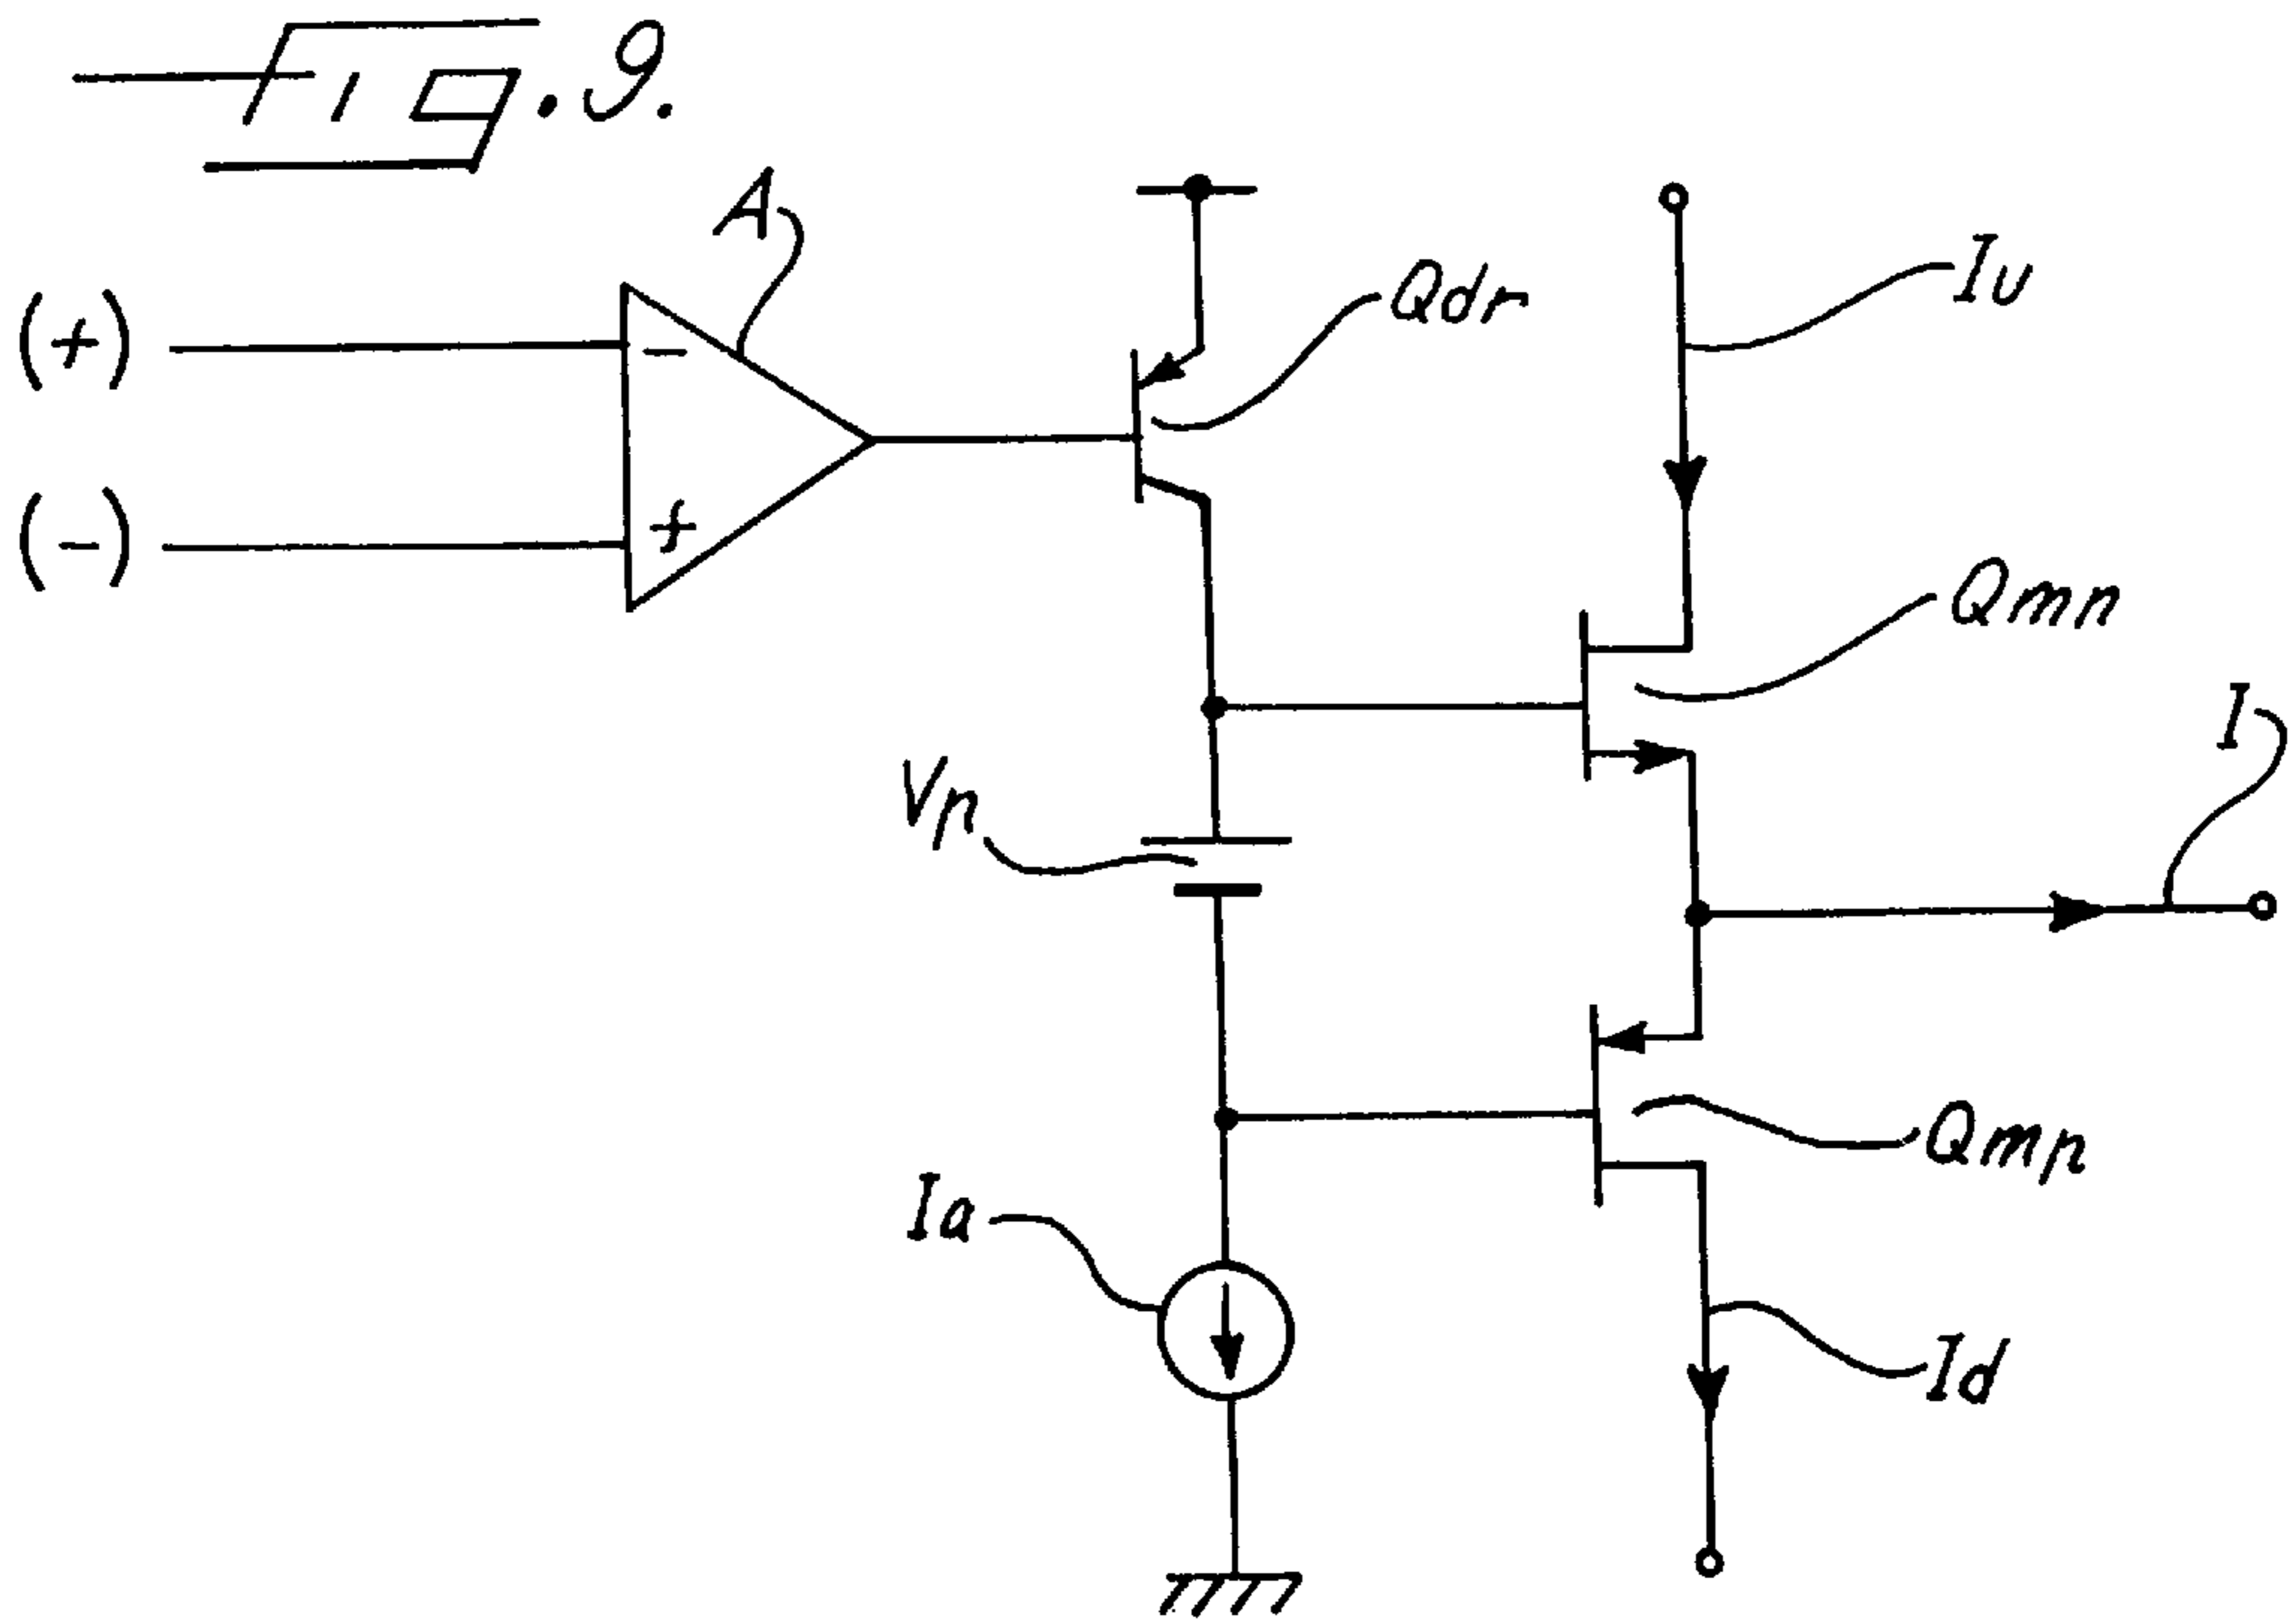 Fig. 9.
A
(+)
−
Qdr
Iu
(-)
+
Qmn
I
Vp
Qmp
Ia
Id